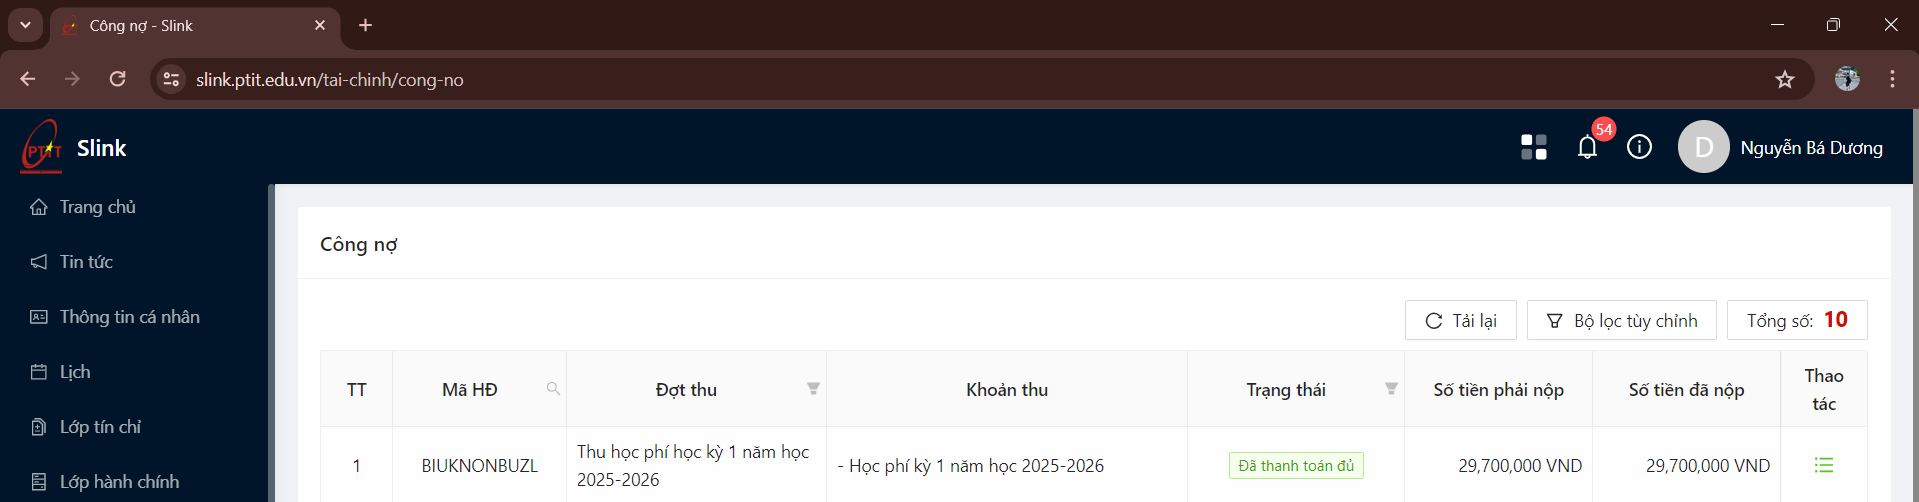 Công nợ - Slink
slink.ptit.edu.vn/tai-chinh/cong-no
PTIT
Slink
54
D
Nguyễn Bá Dương
Trang chủ
Tin tức
Thông tin cá nhân
Lịch
Lớp tín chỉ
Lớp hành chính
Công nợ
Tải lại
Bộ lọc tùy chỉnh
Tổng số: 10
TT
Mã HĐ
Đợt thu
Khoản thu
Trạng thái
Số tiền phải nộp
Số tiền đã nộp
Thao
tác
1
BIUKNONBUZL
Thu học phí học kỳ 1 năm học
2025-2026
- Học phí kỳ 1 năm học 2025-2026
Đã thanh toán đủ
29,700,000 VND
29,700,000 VND